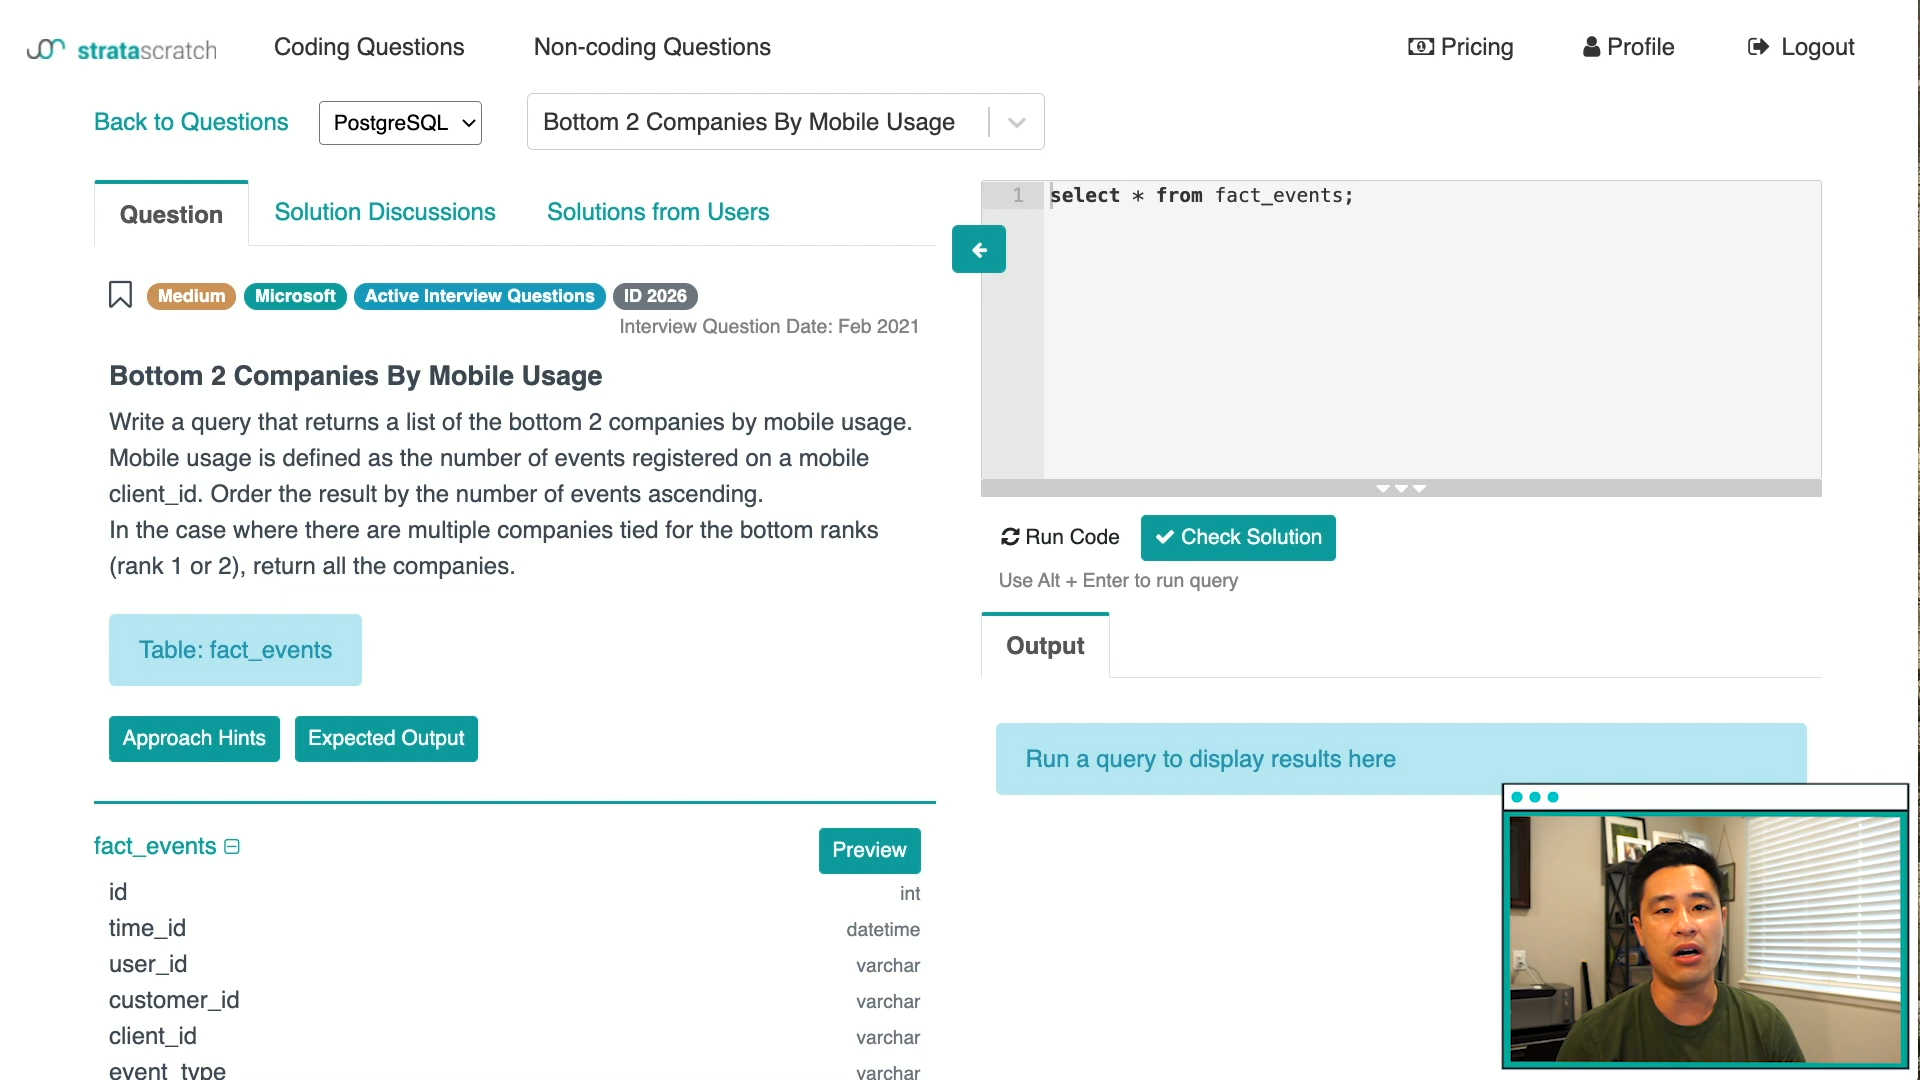 stratascratch
Coding Questions
Non-coding Questions
Pricing
Profile
Logout
Back to Questions
PostgreSQL
Bottom 2 Companies By Mobile Usage
Question
Solution Discussions
Solutions from Users
Medium
Microsoft
Active Interview Questions
ID 2026
Interview Question Date: Feb 2021
Bottom 2 Companies By Mobile Usage
Write a query that returns a list of the bottom 2 companies by mobile usage.
Mobile usage is defined as the number of events registered on a mobile
client_id. Order the result by the number of events ascending.
In the case where there are multiple companies tied for the bottom ranks
(rank 1 or 2), return all the companies.
Table: fact_events
Approach Hints
Expected Output
fact_events
Preview
id int
time_id datetime
user_id varchar
customer_id varchar
client_id varchar
event_type varchar
1 select * from fact_events;
Run Code
Check Solution
Use Alt + Enter to run query
Output
Run a query to display results here